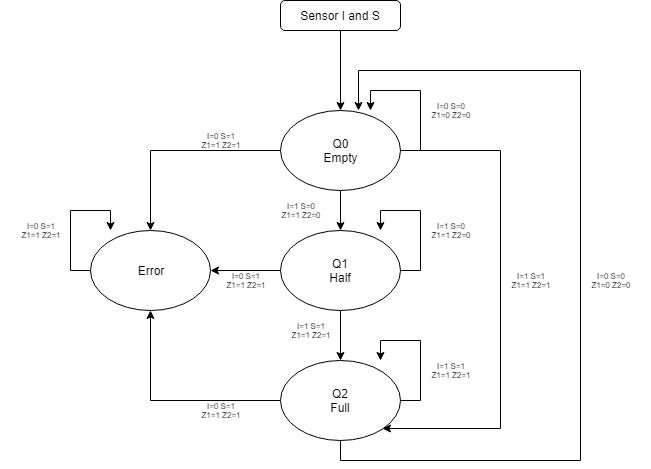 Sensor I and S
I=0 S=0
Z1=0 Z2=0
I=0 S=1
Z1=1 Z2=1
Q0
Empty
I=1 S=0
Z1=1 Z2=0
I=0 S=1
Z1=1 Z2=1
I=1 S=0
Z1=1 Z2=0
Error
Q1
Half
I=0 S=1
Z1=1 Z2=1
I=1 S=1
Z1=1 Z2=1
I=0 S=0
Z1=0 Z2=0
I=1 S=1
Z1=1 Z2=1
I=1 S=1
Z1=1 Z2=1
Q2
Full
I=0 S=1
Z1=1 Z2=1